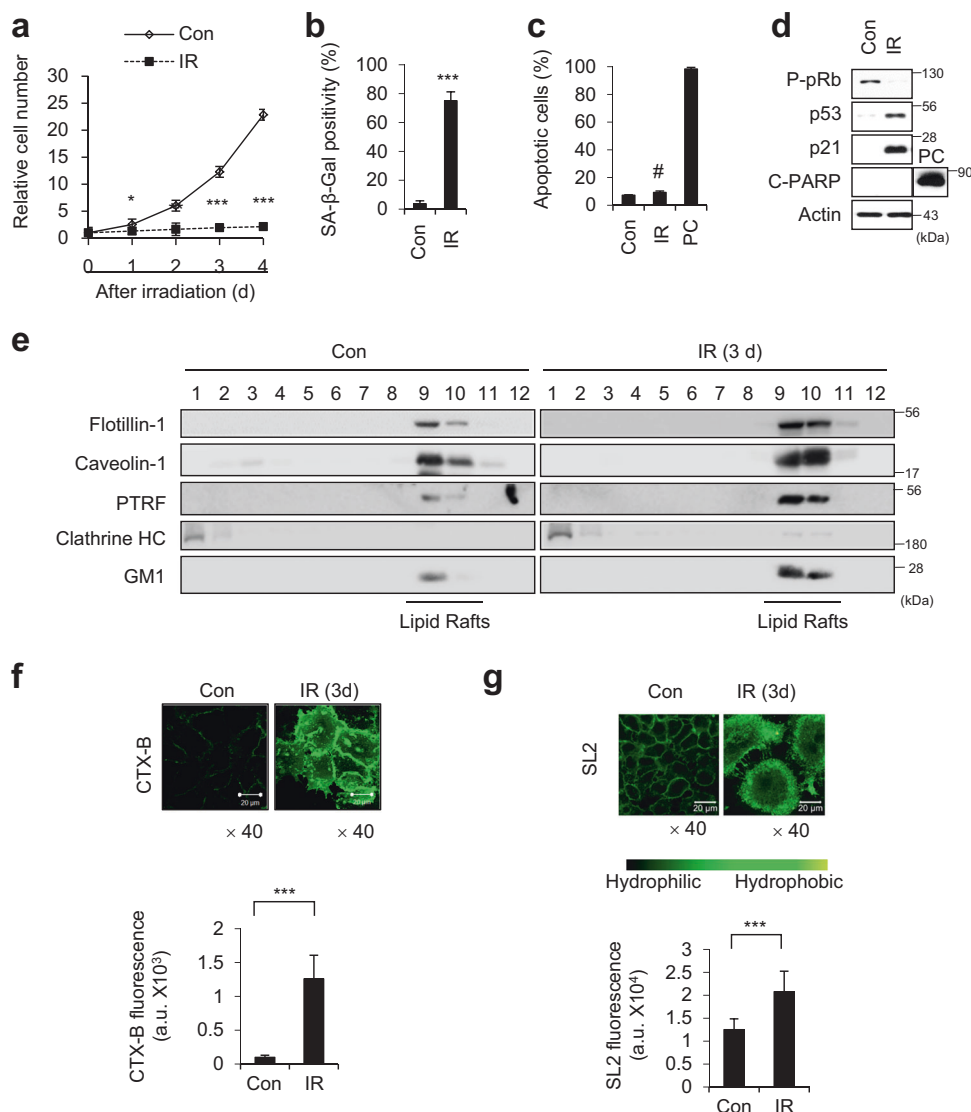 a
Con
IR
Relative cell number
30
25
20
15
10
5
0
* *** ***
0 1 2 3 4
After irradiation (d)
b
SA-β-Gal positivity (%)
100
80
60
40
20
0
***
Con IR
c
Apoptotic cells (%)
100
80
60
40
20
0
#
Con IR PC
d
Con IR
P-pRb 130
p53 56
p21 28
PC
C-PARP 90
Actin 43
(kDa)
e
Con IR (3 d)
1 2 3 4 5 6 7 8 9 10 11 12 1 2 3 4 5 6 7 8 9 10 11 12
Flotillin-1 56
Caveolin-1 17
PTRF 56
Clathrine HC 180
GM1 28
(kDa)
Lipid Rafts Lipid Rafts
f
Con IR (3d)
CTX-B
20 μm 20 μm
× 40 × 40
CTX-B fluorescence
(a.u. X10³)
2
1.5
1
0.5
0
***
Con IR
g
Con IR (3d)
SL2
20 μm 20 μm
× 40 × 40
Hydrophilic Hydrophobic
SL2 fluorescence
(a.u. X10⁴)
3
2.5
2
1.5
1
0.5
0
***
Con IR